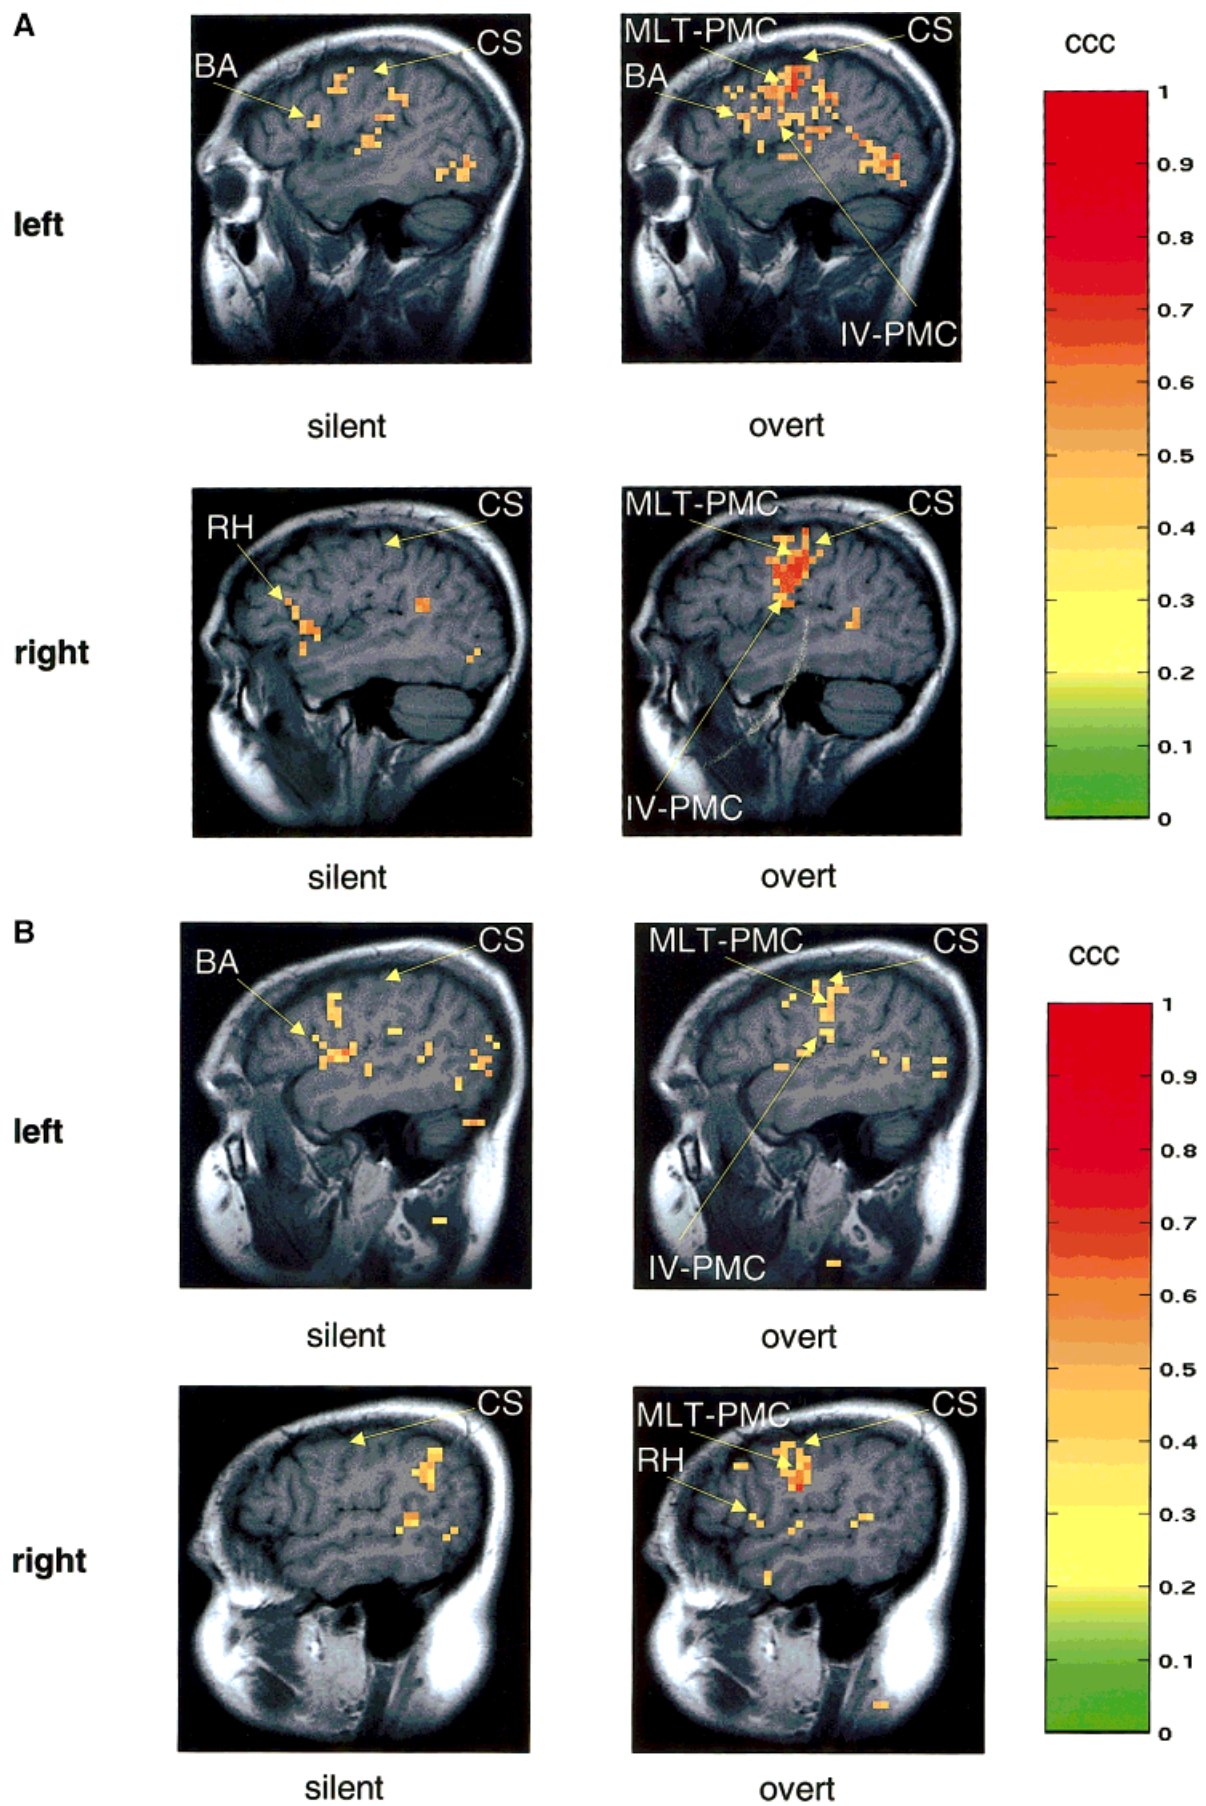 A
CS
BA
left
silent
MLT-PMC
CS
BA
IV-PMC
overt
ccc
1
0.9
0.8
0.7
0.6
0.5
0.4
0.3
0.2
0.1
0
RH
CS
right
silent
MLT-PMC
CS
IV-PMC
overt
B
BA
CS
left
silent
MLT-PMC
CS
IV-PMC
overt
ccc
1
0.9
0.8
0.7
0.6
0.5
0.4
0.3
0.2
0.1
0
CS
right
silent
MLT-PMC
CS
RH
overt